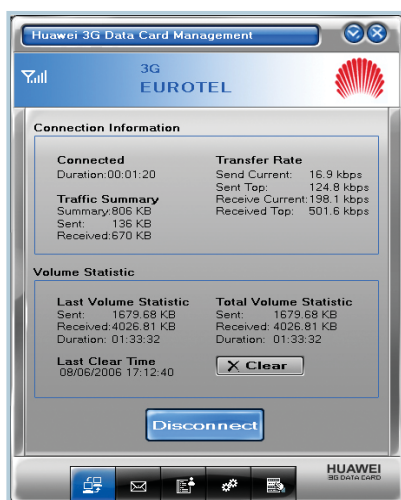 Huawei 3G Data Card Management
3G
EUROTEL
Connection Information
Connected
Duration:00:01:20
Traffic Summary
Summary:806 KB
Sent: 136 KB
Received:670 KB
Transfer Rate
Send Current: 16.9 kbps
Sent Top: 124.8 kbps
Receive Current:198.1 kbps
Received Top: 501.6 kbps
Volume Statistic
Last Volume Statistic
Sent: 1679.68 KB
Received:4026.81 KB
Duration: 01:33:32
Last Clear Time
08/06/2006 17:12:40
Total Volume Statistic
Sent: 1679.68 KB
Received: 4026.81 KB
Duration: 01:33:32
X Clear
Disconnect
HUAWEI
3G DATA CARD